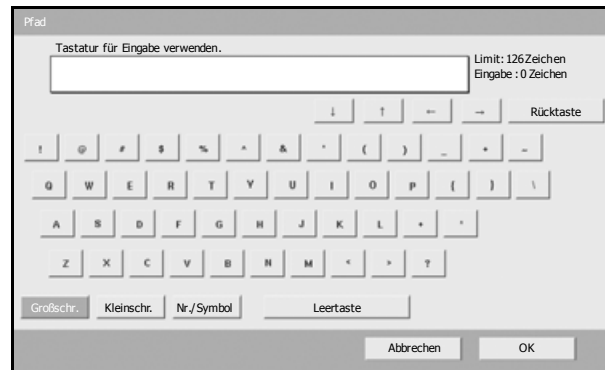 Pfad
Tastatur für Eingabe verwenden.
Limit: 126 Zeichen
Eingabe : 0 Zeichen
↓ ↑ ← → Rücktaste
! @ # $ % ^ & ( ) _
Q W E R T Y U I O P { } \
A S D F G H J K L
Z X C V B N M < > ?
Großschr. Kleinschr. Nr./Symbol Leertaste
Abbrechen OK